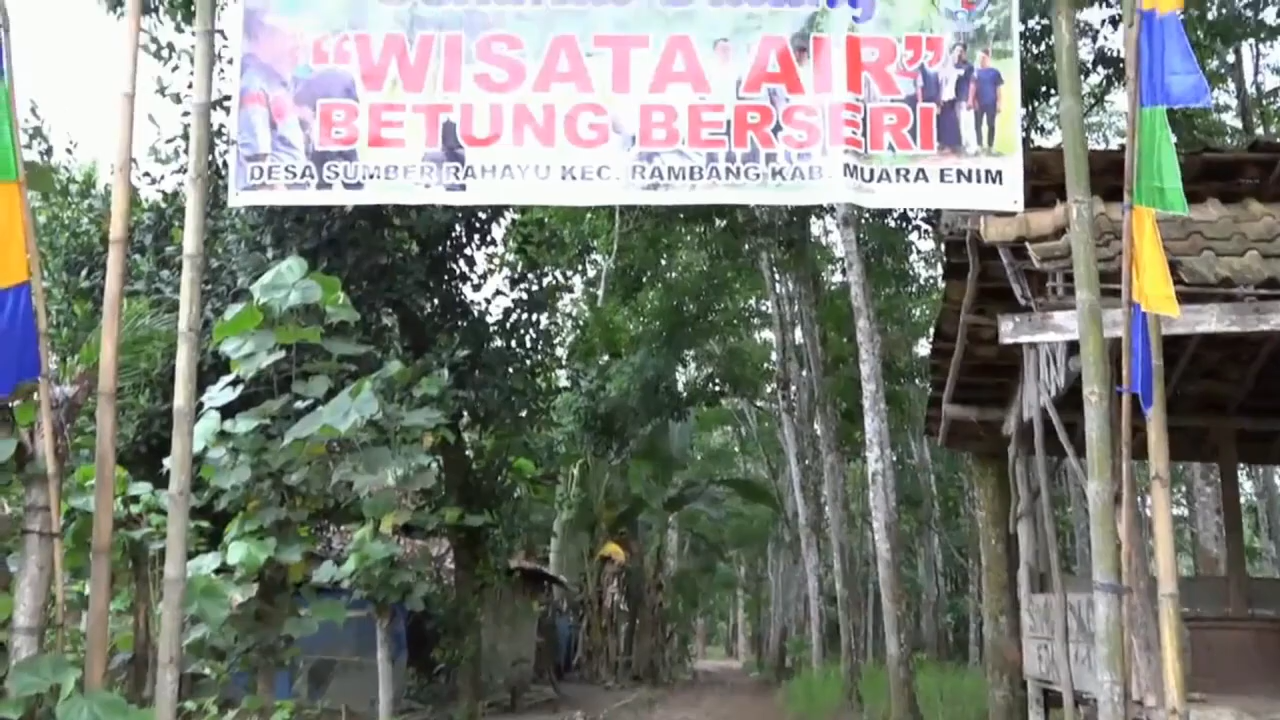 "WISATA AIR"
BETUNG BERSERI
DESA SUMBER RAHAYU KEC. RAMBANG KAB. MUARA ENIM